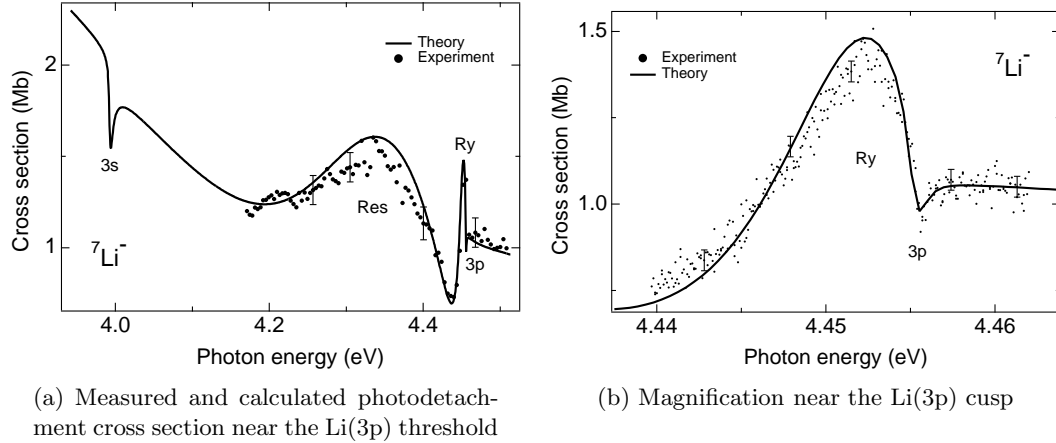 Cross section (Mb)
2
1
Theory
Experiment
3s
Res
Ry
3p
⁷Li⁻
4.0
4.2
4.4
Photon energy (eV)
(a) Measured and calculated photodetach-
ment cross section near the Li(3p) threshold
Cross section (Mb)
1.5
1.0
Experiment
Theory
⁷Li⁻
Ry
3p
4.44
4.45
4.46
Photon energy (eV)
(b) Magnification near the Li(3p) cusp